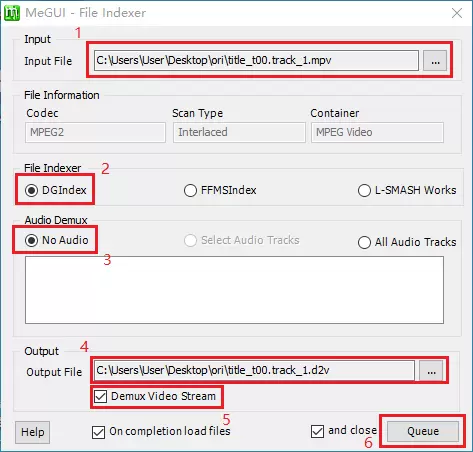 MeGUI - File Indexer
1
Input
Input File
C:\Users\User\Desktop\ori\title_t00.track_1.mpv
...
File Information
Codec
Scan Type
Container
MPEG2
Interlaced
MPEG Video
File Indexer
2
DGIndex
FFMSIndex
L-SMASH Works
Audio Demux
No Audio
Select Audio Tracks
All Audio Tracks
3
Output
4
Output File
C:\Users\User\Desktop\ori\title_t00.track_1.d2v
...
Demux Video Stream
5
Help
On completion load files
and close
6
Queue